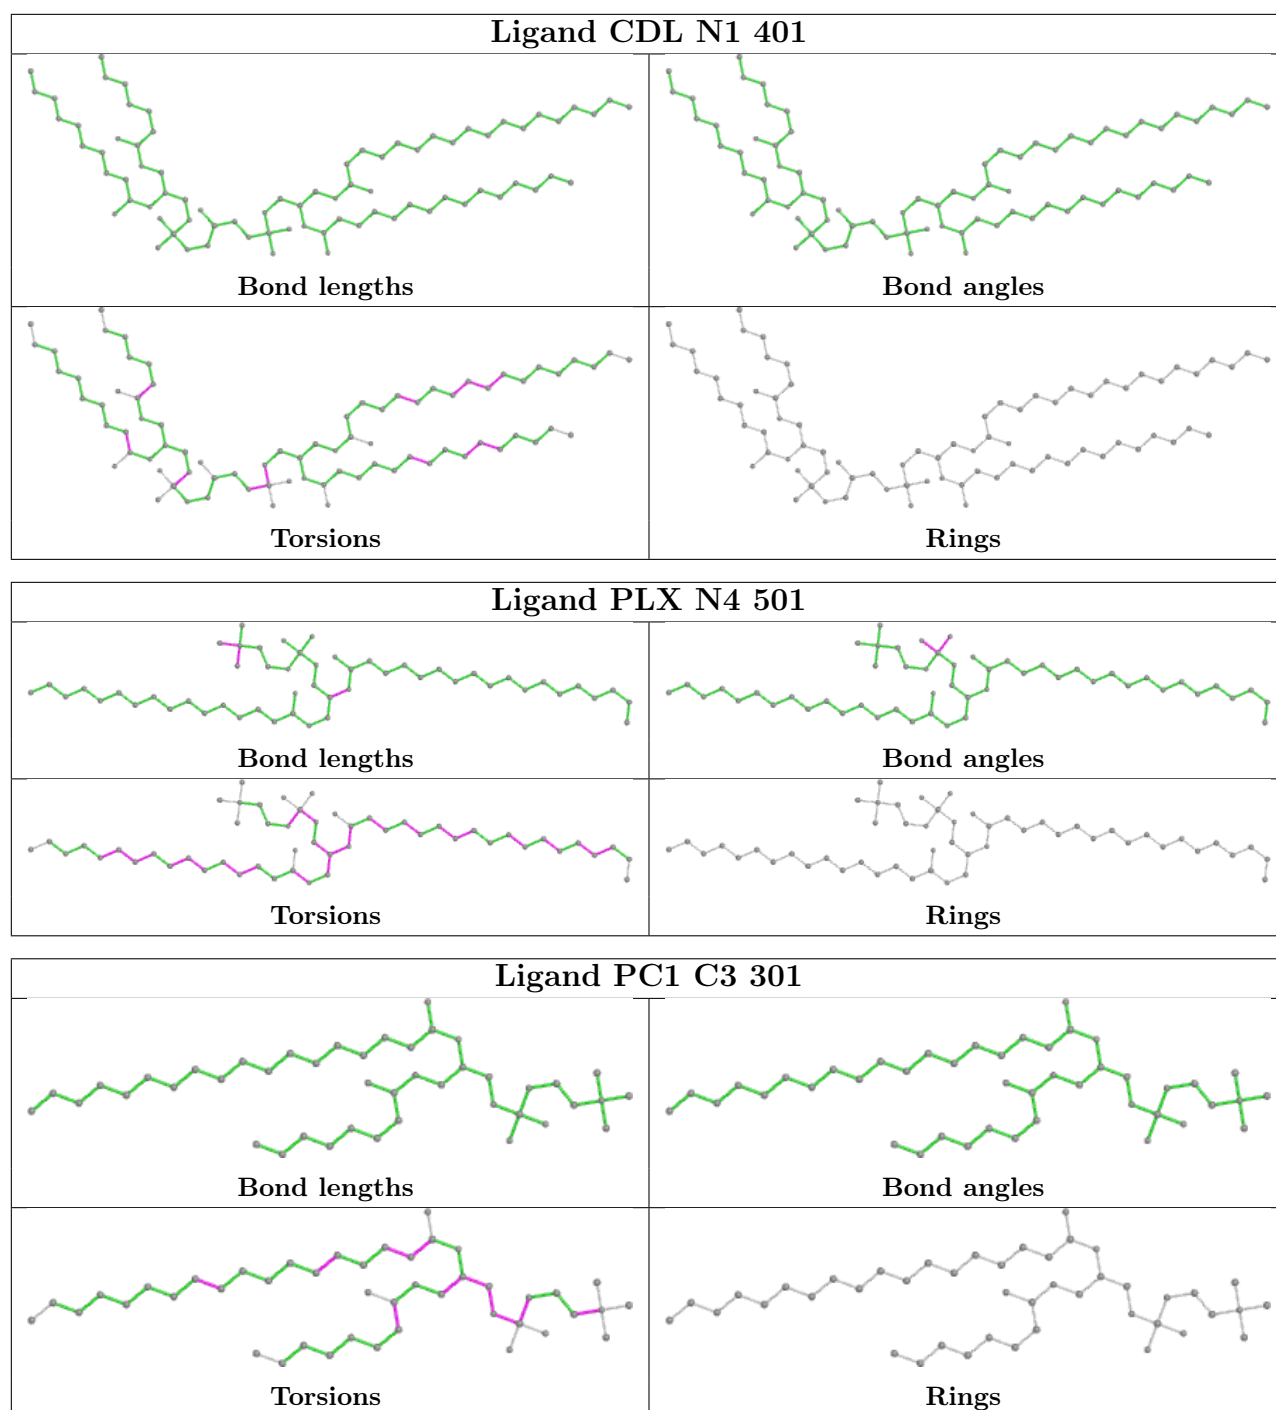 Ligand CDL N1 401
Bond lengths
Bond angles
Torsions
Rings
Ligand PLX N4 501
Bond lengths
Bond angles
Torsions
Rings
Ligand PC1 C3 301
Bond lengths
Bond angles
Torsions
Rings